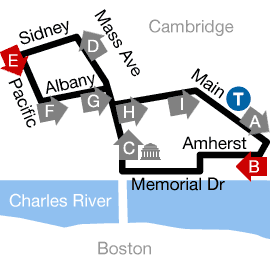 Sidney
Cambridge
Mass Ave
E
D
Main
Albany
T
Pacific
F
G
H
I
A
Amherst
C
B
Memorial Dr
Charles River
Boston